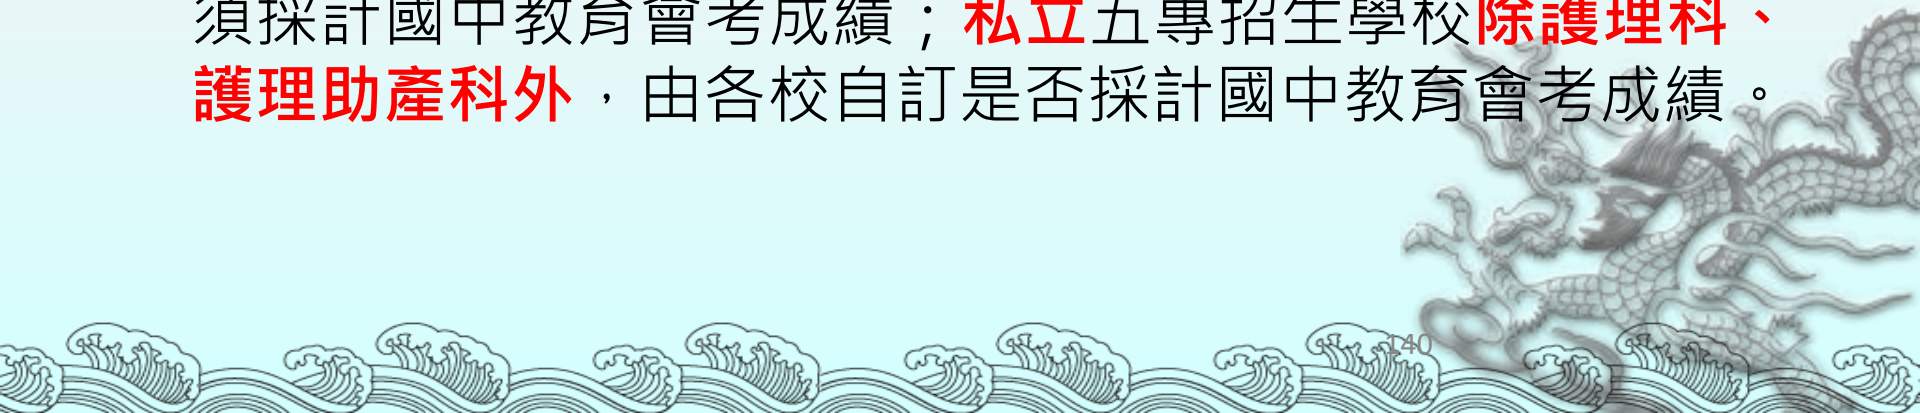 須採計國中教育會考成績；私立五專招生學校除護理科、
護理助產科外，由各校自訂是否採計國中教育會考成績。
140